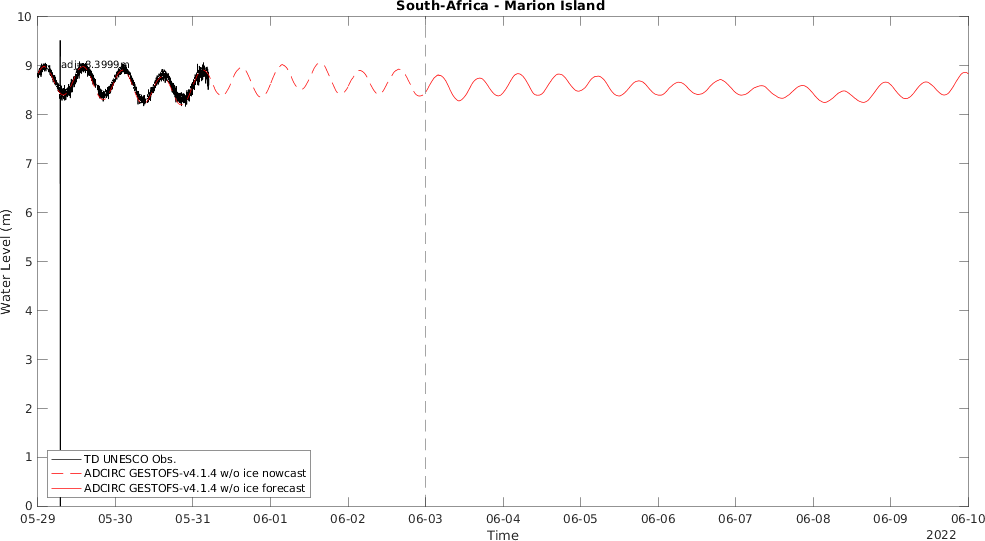 South-Africa - Marion Island
10
9
8
7
6
5
4
3
2
1
0
Water Level (m)
adj: 8.3999m
TD UNESCO Obs.
ADCIRC GESTOFS-v4.1.4 w/o ice nowcast
ADCIRC GESTOFS-v4.1.4 w/o ice forecast
05-29 05-30 05-31 06-01 06-02 06-03 06-04 06-05 06-06 06-07 06-08 06-09 06-10
Time
2022